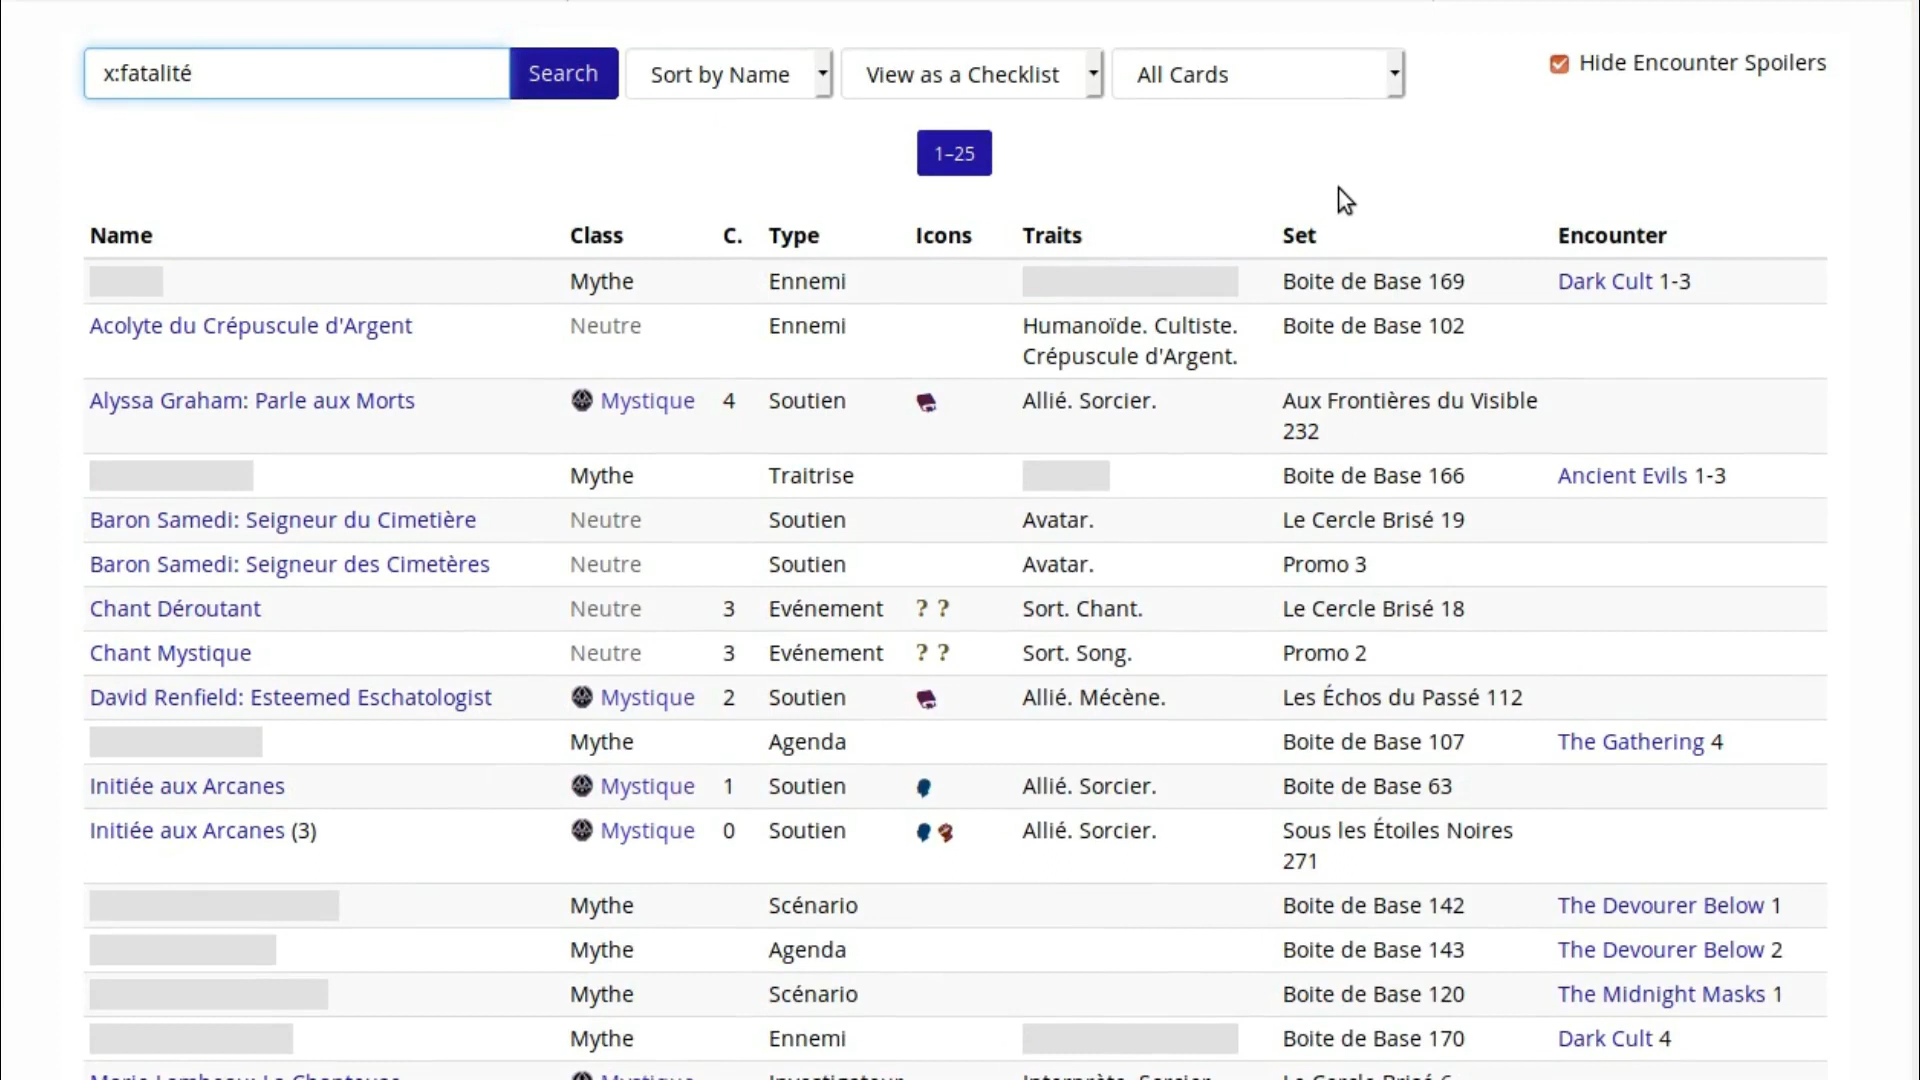 x:fatalité Search Sort by Name View as a Checklist All Cards Hide Encounter Spoilers
1–25
Name Class C. Type Icons Traits Set Encounter
Mythe Ennemi Boite de Base 169 Dark Cult 1-3
Acolyte du Crépuscule d'Argent Neutre Ennemi Humanoïde. Cultiste. Boite de Base 102
Crépuscule d'Argent.
Alyssa Graham: Parle aux Morts Mystique 4 Soutien Allié. Sorcier. Aux Frontières du Visible
232
Mythe Traitrise Boite de Base 166 Ancient Evils 1-3
Baron Samedi: Seigneur du Cimetière Neutre Soutien Avatar. Le Cercle Brisé 19
Baron Samedi: Seigneur des Cimetères Neutre Soutien Avatar. Promo 3
Chant Déroutant Neutre 3 Evénement ? ? Sort. Chant. Le Cercle Brisé 18
Chant Mystique Neutre 3 Evénement ? ? Sort. Song. Promo 2
David Renfield: Esteemed Eschatologist Mystique 2 Soutien Allié. Mécène. Les Échos du Passé 112
Mythe Agenda Boite de Base 107 The Gathering 4
Initiée aux Arcanes Mystique 1 Soutien Allié. Sorcier. Boite de Base 63
Initiée aux Arcanes (3) Mystique 0 Soutien Allié. Sorcier. Sous les Étoiles Noires
271
Mythe Scénario Boite de Base 142 The Devourer Below 1
Mythe Agenda Boite de Base 143 The Devourer Below 2
Mythe Scénario Boite de Base 120 The Midnight Masks 1
Mythe Ennemi Boite de Base 170 Dark Cult 4